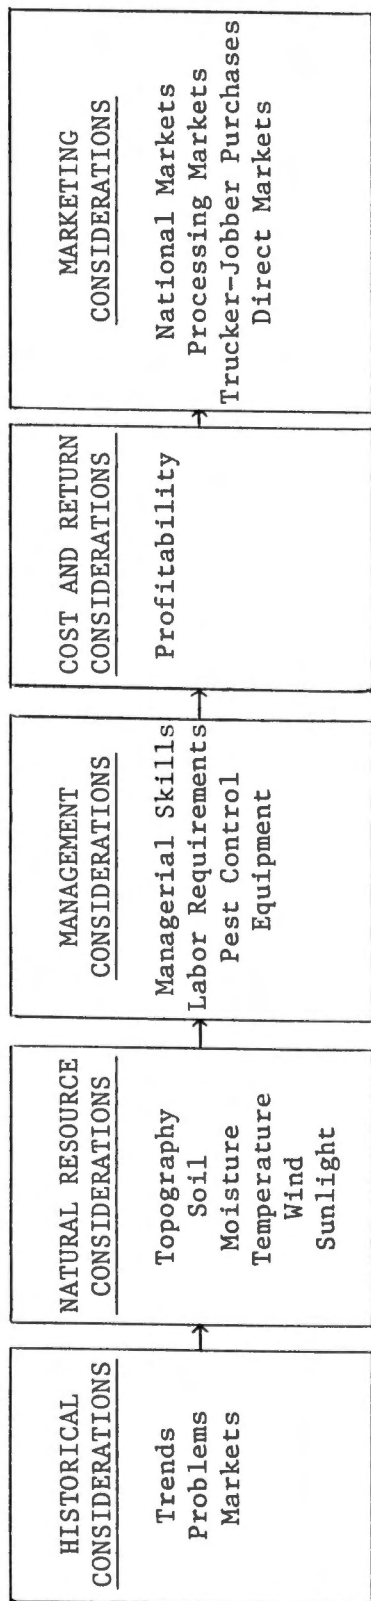 HISTORICAL
CONSIDERATIONS
Trends
Problems
Markets
NATURAL RESOURCE
CONSIDERATIONS
Topography
Soil
Moisture
Temperature
Wind
Sunlight
MANAGEMENT
CONSIDERATIONS
Managerial Skills
Labor Requirements
Pest Control
Equipment
COST AND RETURN
CONSIDERATIONS
Profitability
MARKETING
CONSIDERATIONS
National Markets
Processing Markets
Trucker-Jobber Purchases
Direct Markets